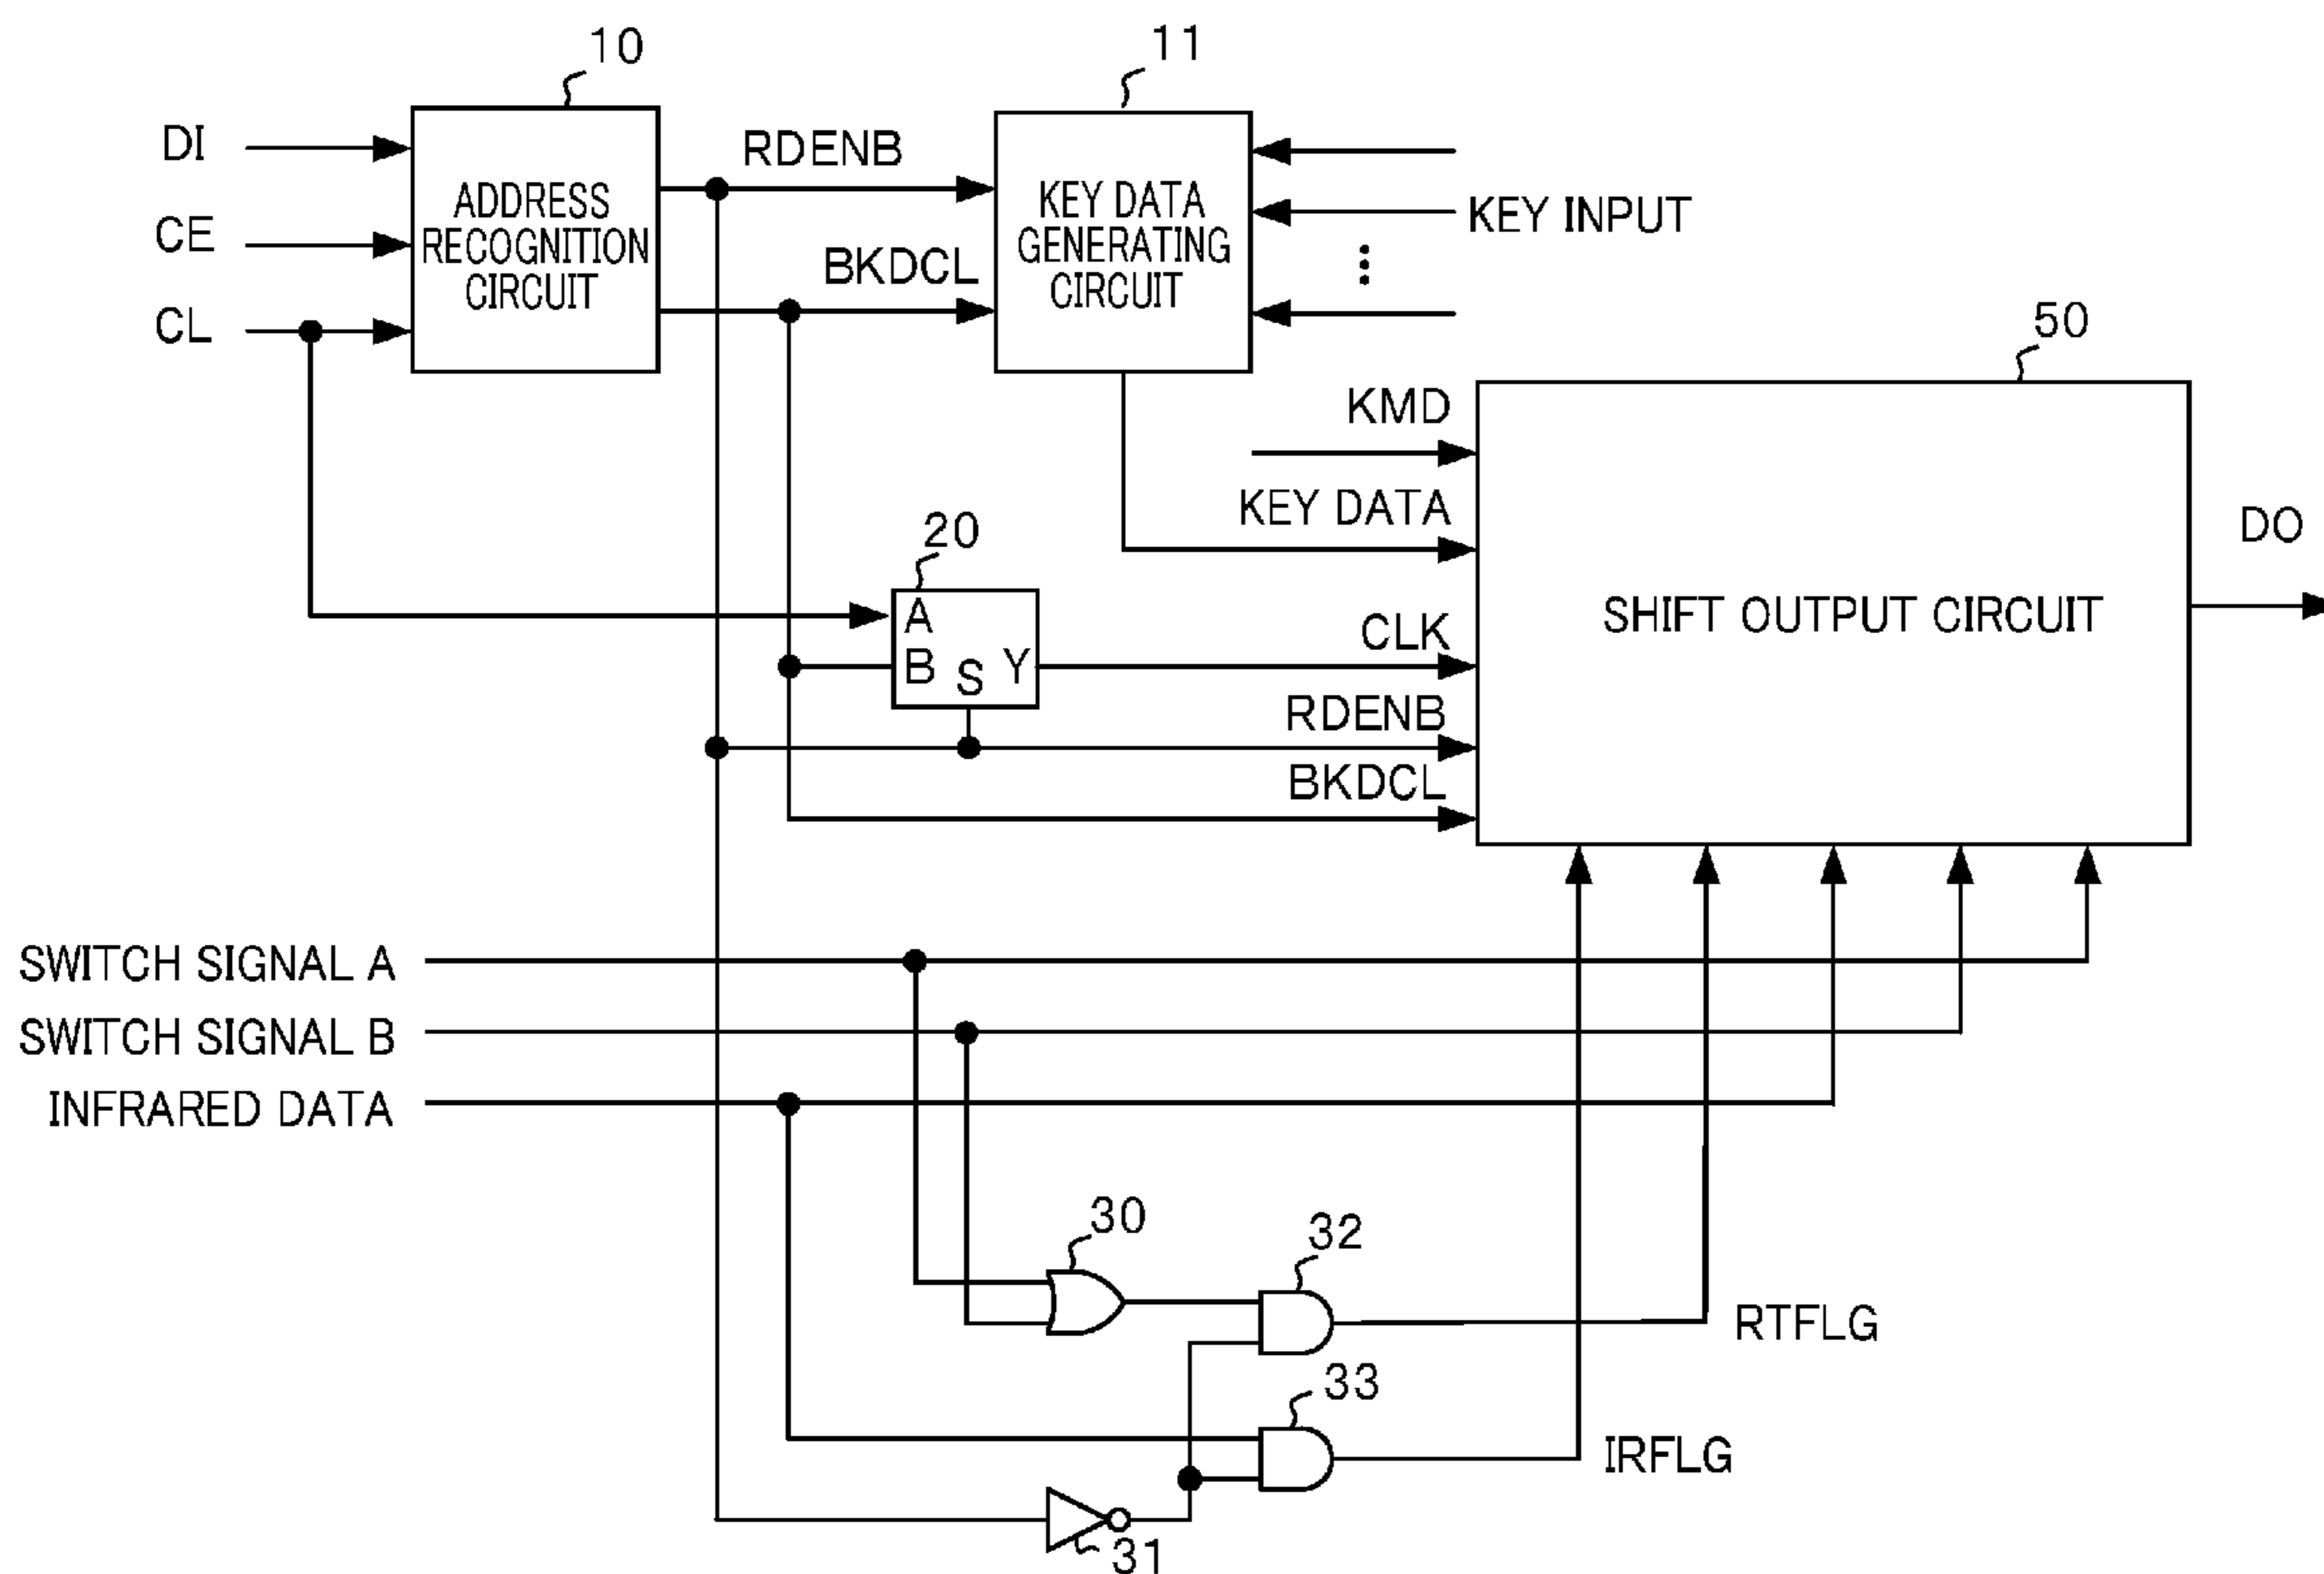 10
11
DI
CE
CL
ADDRESS
RECOGNITION
CIRCUIT
RDENB
BKDCL
KEY DATA
GENERATING
CIRCUIT
KEY INPUT
50
KMD
KEY DATA
20
A
B
S
Y
CLK
RDENB
BKDCL
SHIFT OUTPUT CIRCUIT
DO
SWITCH SIGNAL A
SWITCH SIGNAL B
INFRARED DATA
30
32
RTFLG
33
IRFLG
31